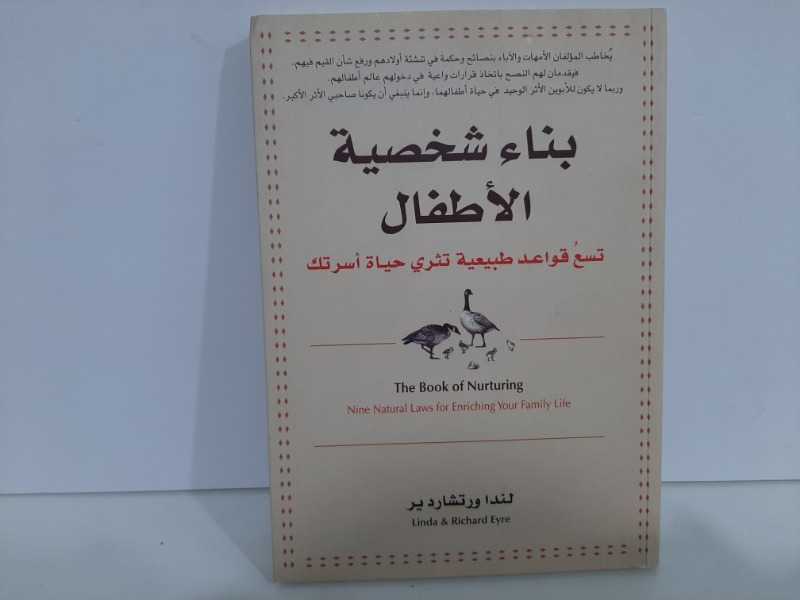 يُخاطب المؤلفان الأمهات والآباء بنصائح وحكمة في تنشئة أولادهم ورفع شأن القيم فيهم.
فيقدمان لهم النصح باتخاذ قرارات واعية في دخولهم عالم أطفالهم.
وربما لا يكون للأبوين الأثر الوحيد في حياة أطفالهما، وإنما ينبغي أن يكونا صاحبي الأثر الأكبر.
بناء شخصية
الأطفال
تسعُ قواعد طبيعية تثري حياة أسرتك
The Book of Nurturing
Nine Natural Laws for Enriching Your Family Life
لندا ورتشارد ير
Linda & Richard Eyre